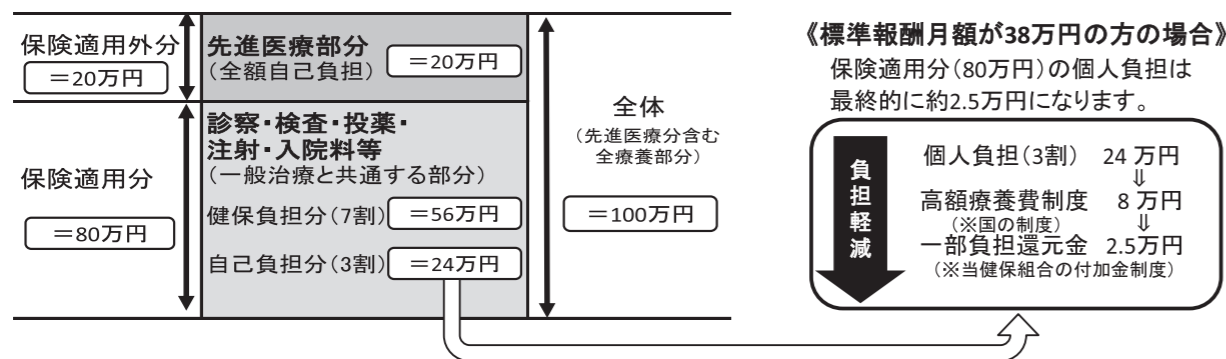 保険適用外分
＝20万円
先進医療部分
（全額自己負担）
＝20万円
保険適用分
＝80万円
診察・検査・投薬・
注射・入院料等
（一般治療と共通する部分）
健保負担分（7割）
＝56万円
自己負担分（3割）
＝24万円
全体
（先進医療分含む
全療養部分）
＝100万円
《標準報酬月額が38万円の方の場合》
保険適用分（80万円）の個人負担は
最終的に約2.5万円になります。
負担軽減
個人負担（3割） 24 万円
⇓
高額療養費制度 8 万円
（※国の制度） ⇓
一部負担還元金 2.5万円
（※当健保組合の付加金制度）